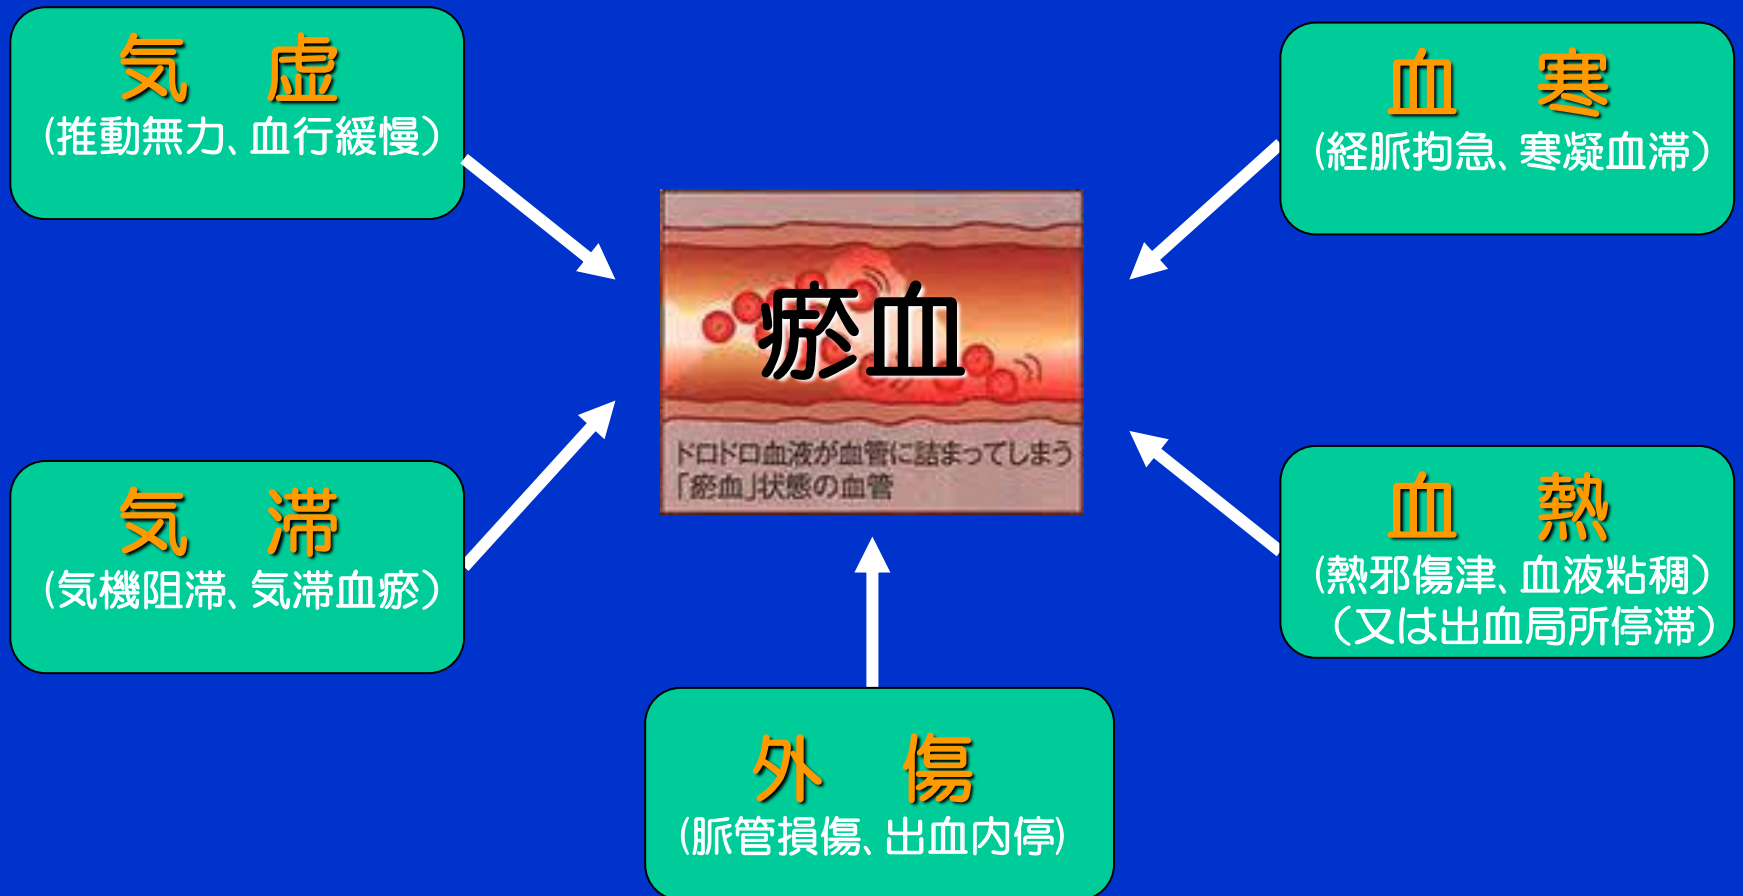 気　虚
(推動無力、血行緩慢)
血　寒
(経脈拘急、寒凝血滞)
瘀血
ドロドロ血液が血管に詰まってしまう
「瘀血」状態の血管
気　滞
(気機阻滞、気滞血瘀)
血　熱
(熱邪傷津、血液粘稠)
(又は出血局所停滞)
外　傷
(脈管損傷、出血内停)